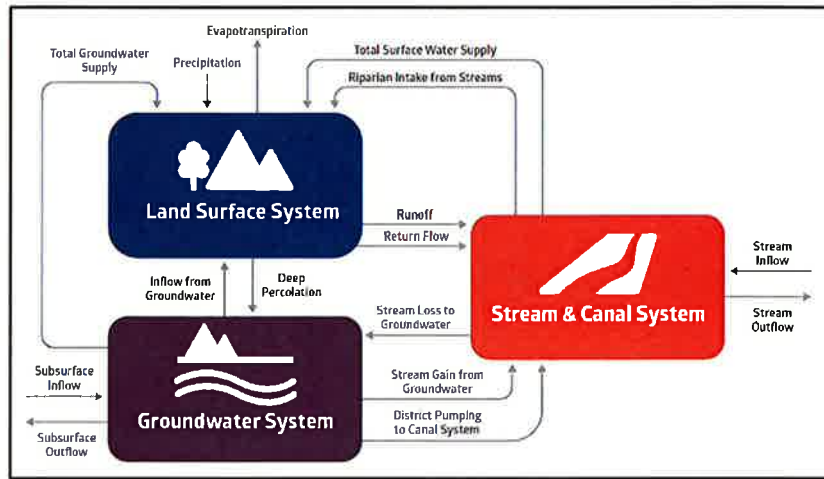 Evapotranspiration
Total Groundwater
Supply
Precipitation
Total Surface Water Supply
Riparian Intake from Streams
Land Surface System
Runoff
Return Flow
Inflow from
Groundwater
Deep
Percolation
Stream
Inflow
Stream & Canal System
Stream
Outflow
Stream Loss to
Groundwater
Subsurface
Inflow
Stream Gain from
Groundwater
Groundwater System
District Pumping
to Canal System
Subsurface
Outflow